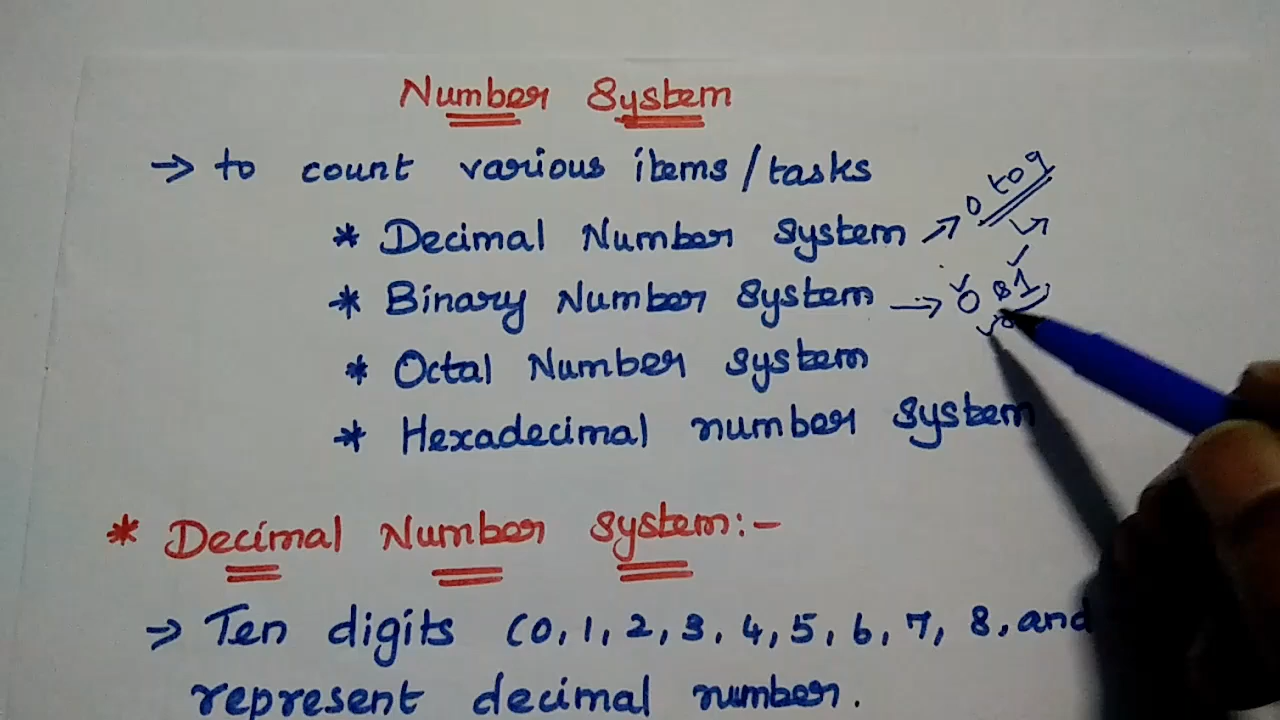 Number System
→ to count various items/tasks
* Decimal Number System → 0 to 9
* Binary Number System → 0 & 1
* Octal Number System
* Hexadecimal number System
* Decimal Number System:-
→ Ten digits (0, 1, 2, 3, 4, 5, 6, 7, 8, and
represent decimal number.